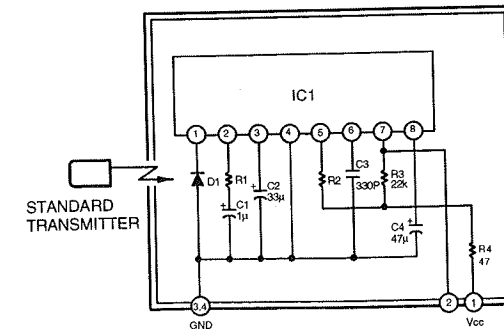 IC1
1 2 3 4 5 6 7 8
D1
R1
+
C1
1μ
+
C2
33μ
R2
C3
330P
R3
22k
+
C4
47μ
R4
47
STANDARD
TRANSMITTER
3,4
GND
2
1
Vcc